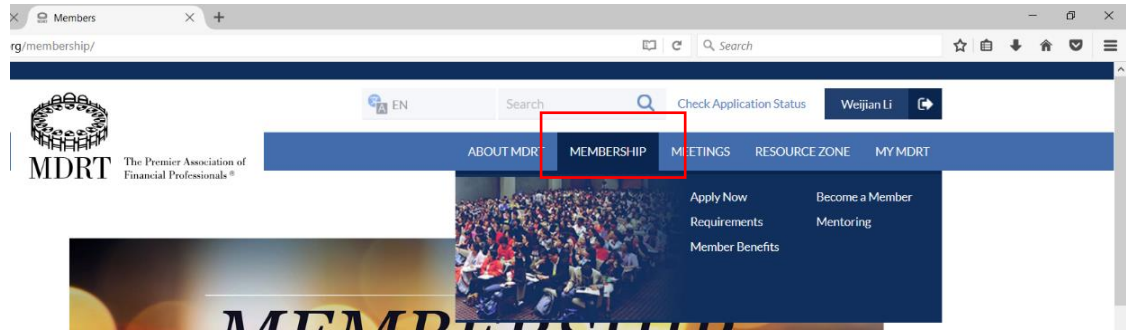 Members
rg/membership/
Search
EN
Search
Check Application Status
Weijian Li
MDRT
The Premier Association of
Financial Professionals ®
ABOUT MDRT
MEMBERSHIP
MEETINGS
RESOURCE ZONE
MY MDRT
Apply Now
Become a Member
Requirements
Mentoring
Member Benefits
MEMBERSHIP